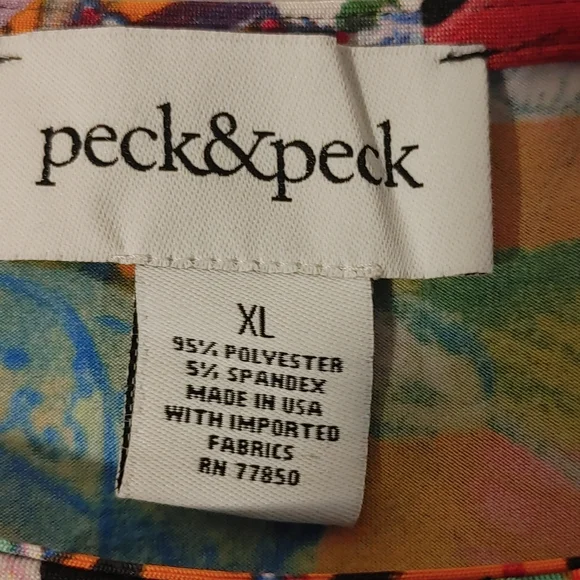 peck&peck
XL
95% POLYESTER
5% SPANDEX
MADE IN USA
WITH IMPORTED
FABRICS
RN 77850